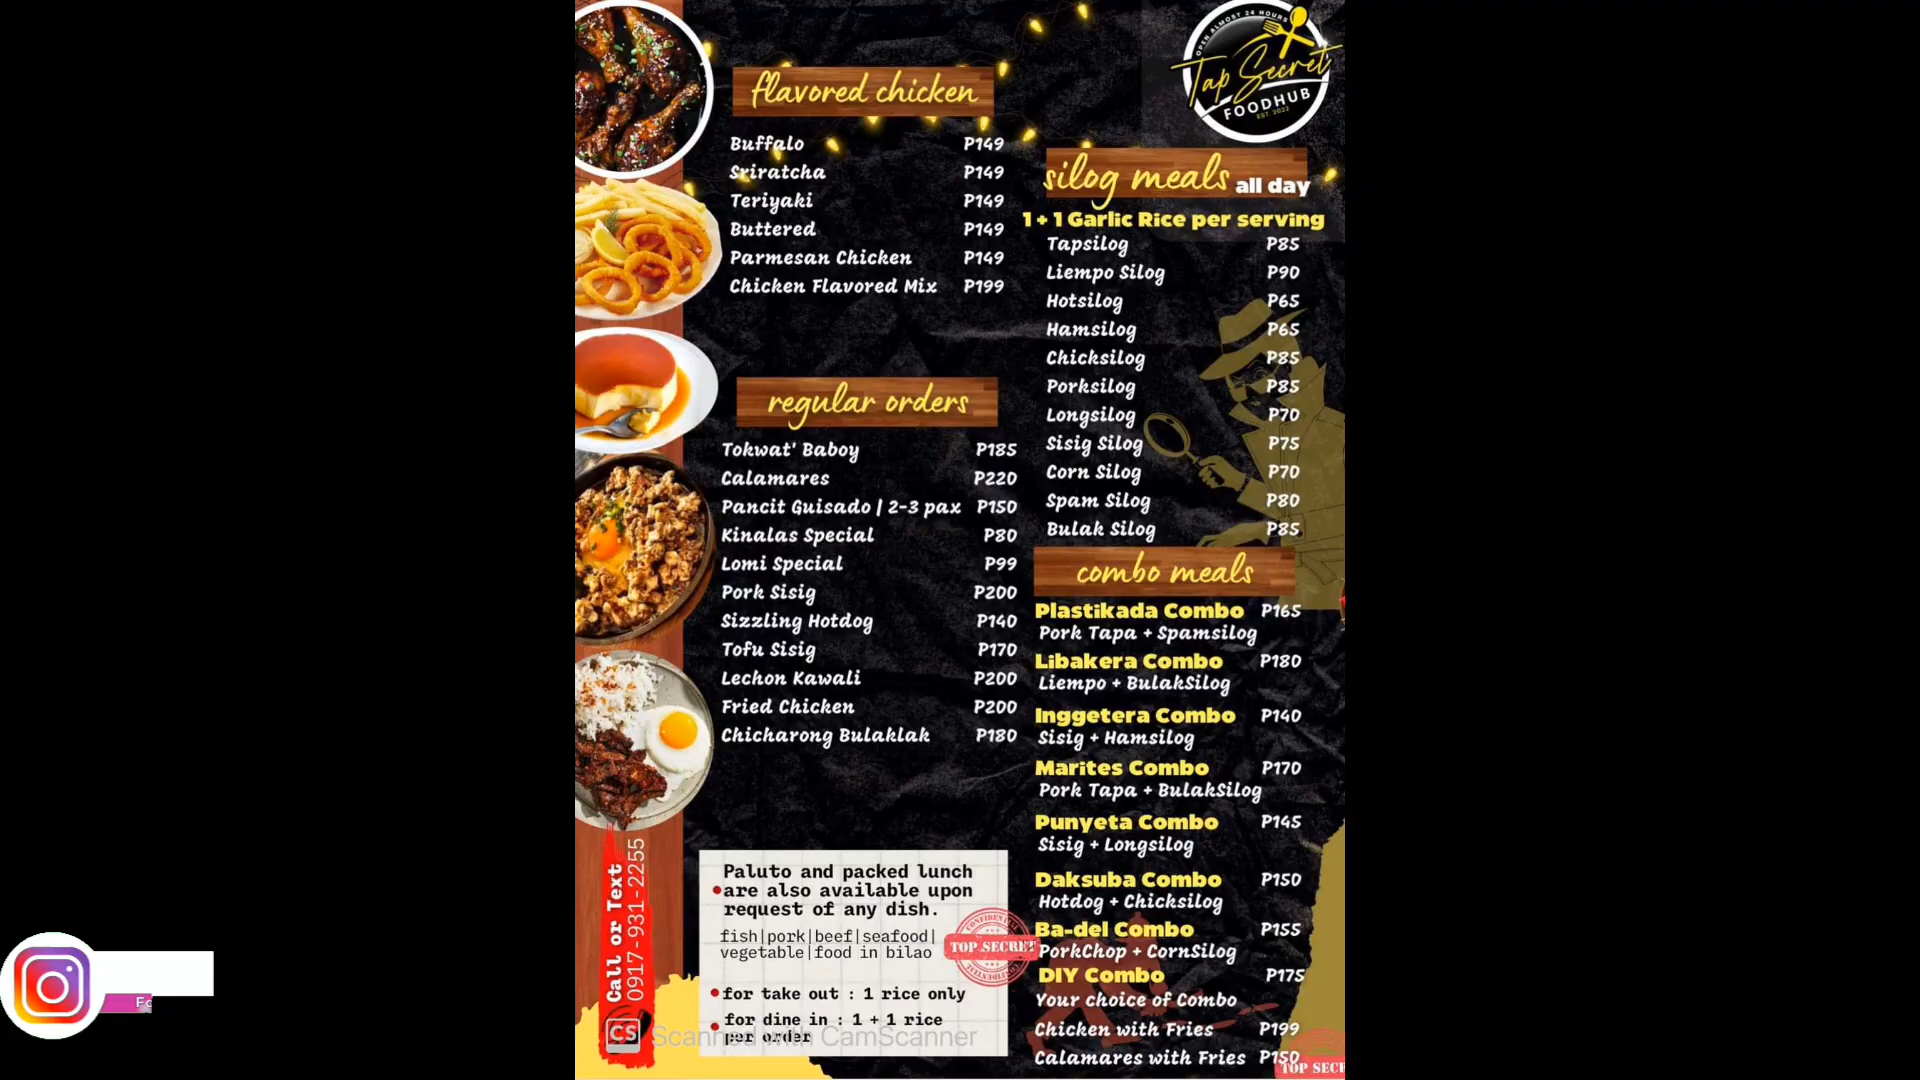 flavored chicken
Buffalo P149
Sriratcha P149
Teriyaki P149
Buttered P149
Parmesan Chicken P149
Chicken Flavored Mix P199
regular orders
Tokwat' Baboy P185
Calamares P220
Pancit Guisado | 2-3 pax P150
Kinalas Special P80
Lomi Special P99
Pork Sisig P200
Sizzling Hotdog P140
Tofu Sisig P170
Lechon Kawali P200
Fried Chicken P200
Chicharong Bulaklak P180
Paluto and packed lunch
are also available upon
request of any dish.
fish|pork|beef|seafood|
vegetable|food in bilao
for take out : 1 rice only
for dine in : 1 + 1 rice
per order
CONFIDENTIAL
TOP SECRET
CONFIDENTIAL
Call or Text
0917-931-2255
CS Scanned with CamScanner
OPEN ALMOST 24 HOURS
Tap Secret
FOODHUB
EST. 2022
silog meals all day
1 + 1 Garlic Rice per serving
Tapsilog P85
Liempo Silog P90
Hotsilog P65
Hamsilog P65
Chicksilog P85
Porksilog P85
Longsilog P70
Sisig Silog P75
Corn Silog P70
Spam Silog P80
Bulak Silog P85
combo meals
Plastikada Combo P165
Pork Tapa + Spamsilog
Libakera Combo P180
Liempo + BulakSilog
Inggetera Combo P140
Sisig + Hamsilog
Marites Combo P170
Pork Tapa + BulakSilog
Punyeta Combo P145
Sisig + Longsilog
Daksuba Combo P150
Hotdog + Chicksilog
Ba-del Combo P155
PorkChop + CornSilog
DIY Combo P175
Your choice of Combo
Chicken with Fries P199
Calamares with Fries P150
TOP SECR